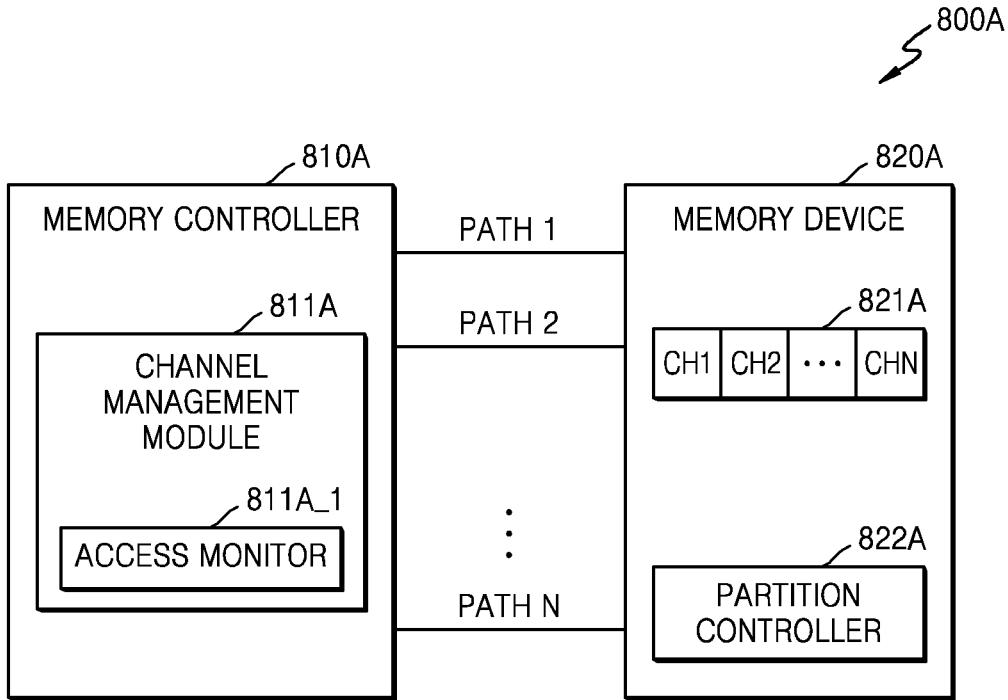 800A
810A
MEMORY CONTROLLER
811A
CHANNEL
MANAGEMENT
MODULE
811A_1
ACCESS MONITOR
PATH 1
PATH 2
⋮
PATH N
820A
MEMORY DEVICE
821A
CH1 CH2 ··· CHN
822A
PARTITION
CONTROLLER